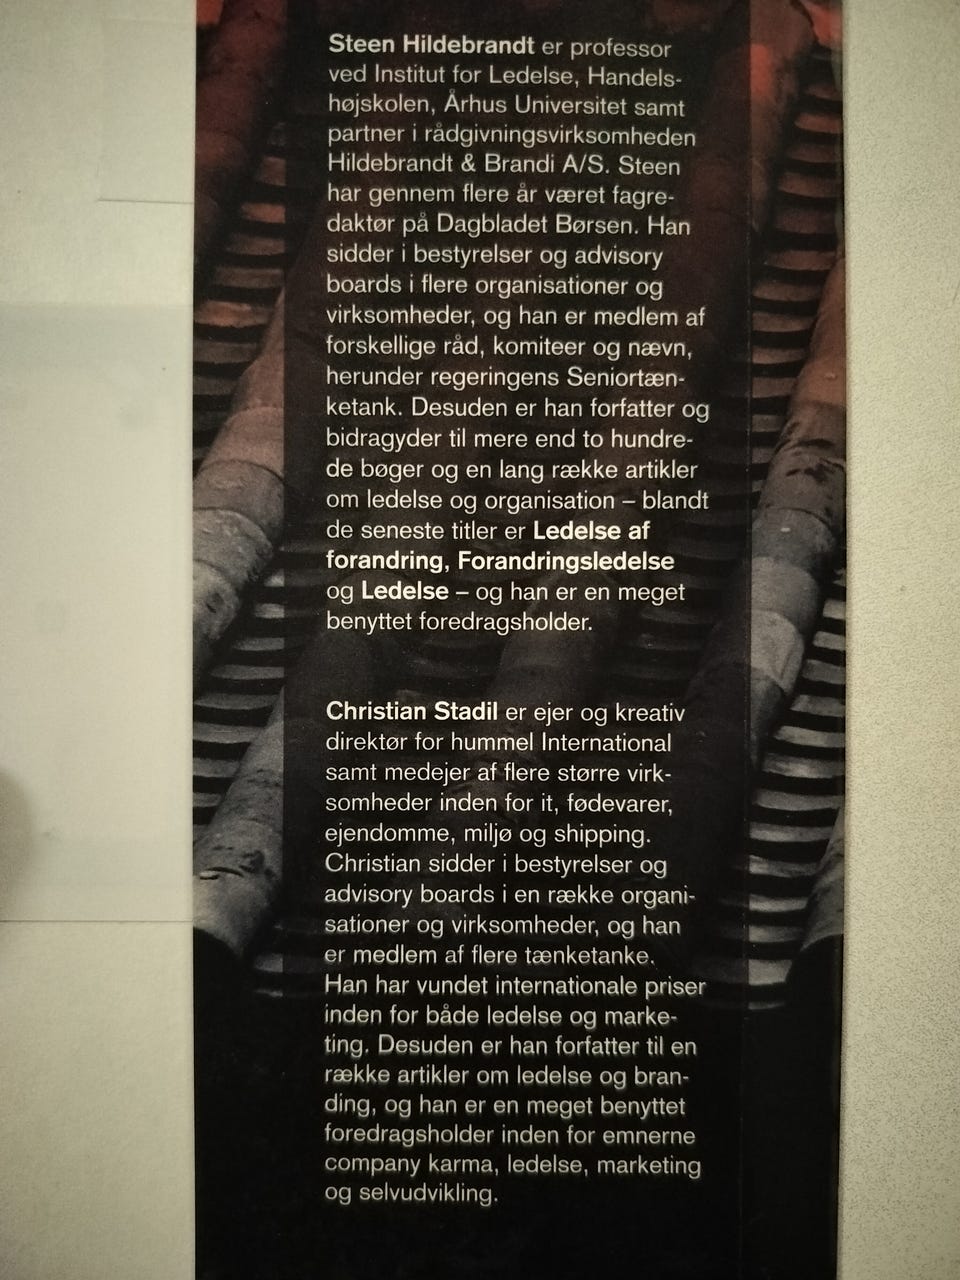 Steen Hildebrandt er professor
ved Institut for Ledelse, Handels-
højskolen, Århus Universitet samt
partner i rådgivningsvirksomheden
Hildebrandt & Brandi A/S. Steen
har gennem flere år været fagre-
daktør på Dagbladet Børsen. Han
sidder i bestyrelser og advisory
boards i flere organisationer og
virksomheder, og han er medlem af
forskellige råd, komiteer og nævn,
herunder regeringens Seniortæn-
ketank. Desuden er han forfatter og
bidragyder til mere end to hundre-
de bøger og en lang række artikler
om ledelse og organisation – blandt
de seneste titler er Ledelse af
forandring, Forandringsledelse
og Ledelse – og han er en meget
benyttet foredragsholder.
Christian Stadil er ejer og kreativ
direktør for hummel International
samt medejer af flere større virk-
somheder inden for it, fødevarer,
ejendomme, miljø og shipping.
Christian sidder i bestyrelser og
advisory boards i en række organi-
sationer og virksomheder, og han
er medlem af flere tænketanke.
Han har vundet internationale priser
inden for både ledelse og marke-
ting. Desuden er han forfatter til en
række artikler om ledelse og bran-
ding, og han er en meget benyttet
foredragsholder inden for emnerne
company karma, ledelse, marketing
og selvudvikling.